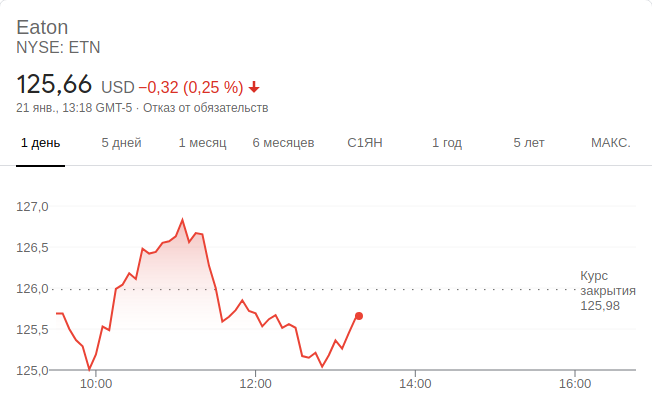 Eaton
NYSE: ETN
125,66 USD −0,32 (0,25 %)
21 янв., 13:18 GMT-5 · Отказ от обязательств
1 день 5 дней 1 месяц 6 месяцев С1ЯН 1 год 5 лет МАКС.
127,0
126,5
126,0
125,5
125,0
Курс
закрытия
125,98
10:00 12:00 14:00 16:00